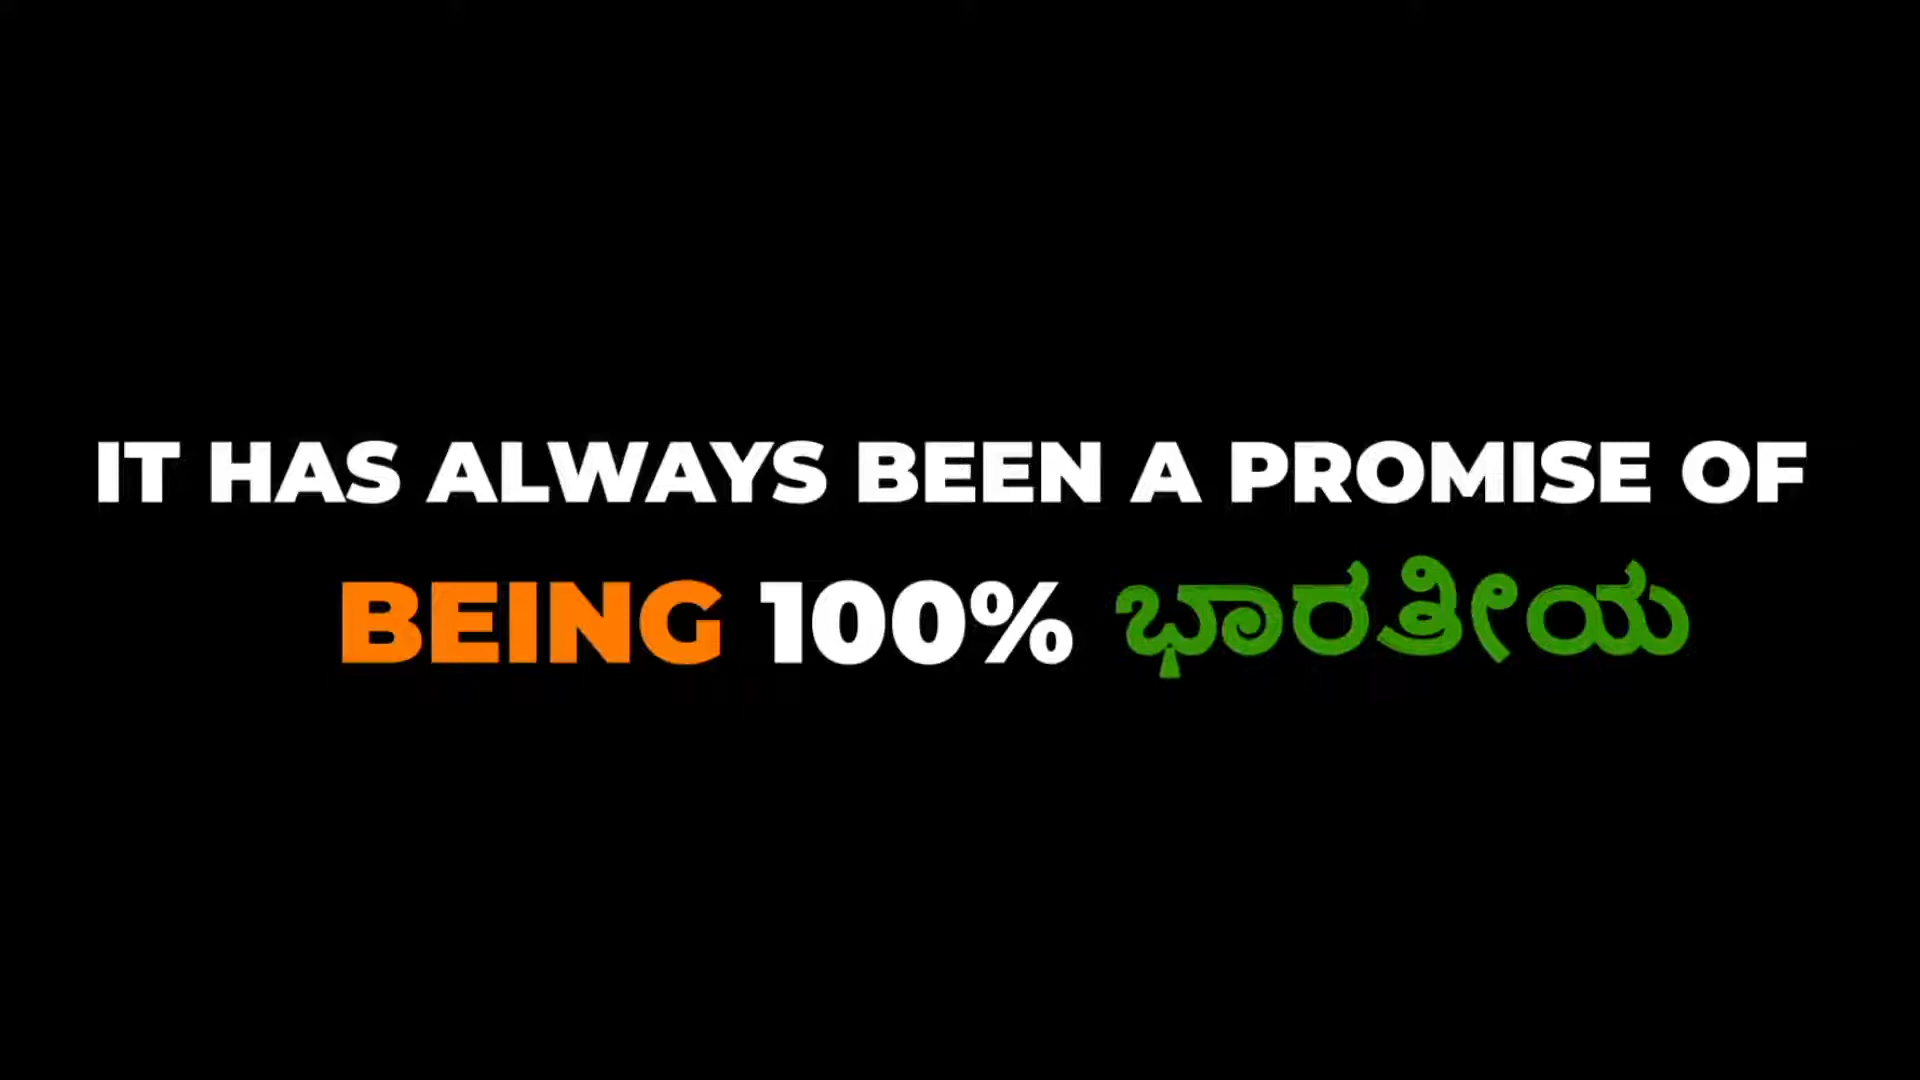 IT HAS ALWAYS BEEN A PROMISE OF
BEING 100% ಭಾರತೀಯ